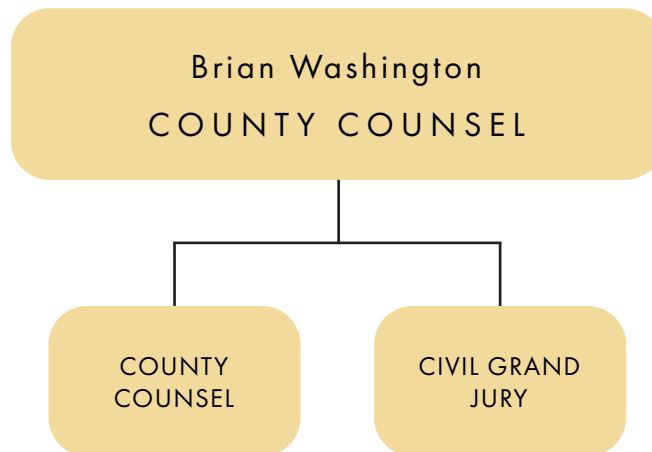 Brian Washington
COUNTY COUNSEL
COUNTY
COUNSEL
CIVIL GRAND
JURY